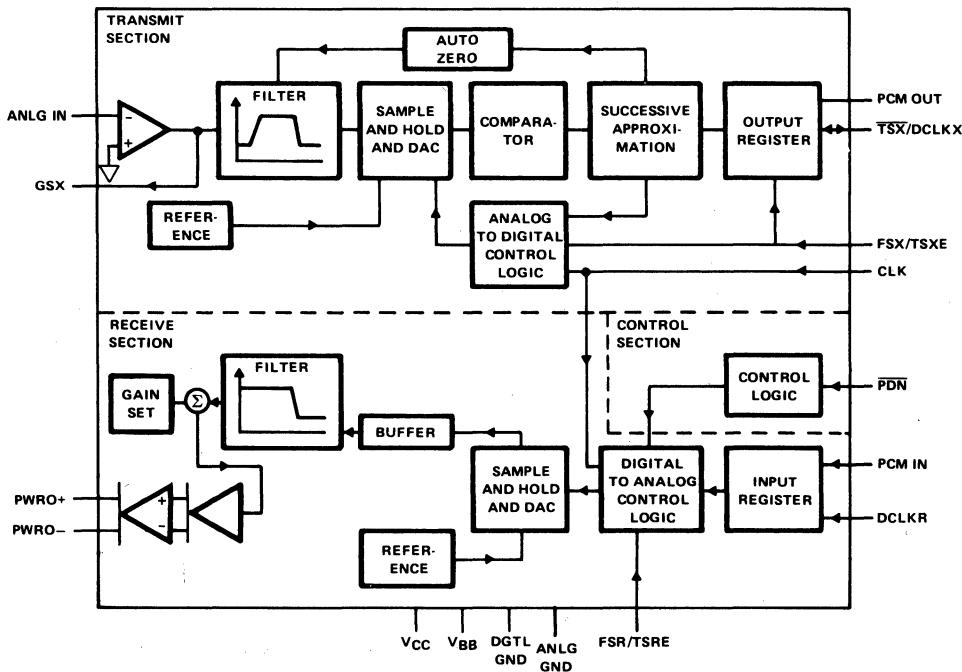 TRANSMIT
SECTION
AUTO
ZERO
ANLG IN
−
+
GSX
FILTER
SAMPLE
AND HOLD
AND DAC
COMPARA-
TOR
SUCCESSIVE
APPROXI-
MATION
OUTPUT
REGISTER
PCM OUT
TSX/DCLKX
REFER-
ENCE
ANALOG
TO DIGITAL
CONTROL
LOGIC
FSX/TSXE
CLK
RECEIVE
SECTION
CONTROL
SECTION
GAIN
SET
Σ
FILTER
BUFFER
CONTROL
LOGIC
PDN
SAMPLE
AND HOLD
AND DAC
DIGITAL
TO ANALOG
CONTROL
LOGIC
INPUT
REGISTER
PCM IN
DCLKR
PWRO+
PWRO−
+
−
REFER-
ENCE
VCC
VBB
DGTL
GND
ANLG
GND
FSR/TSRE